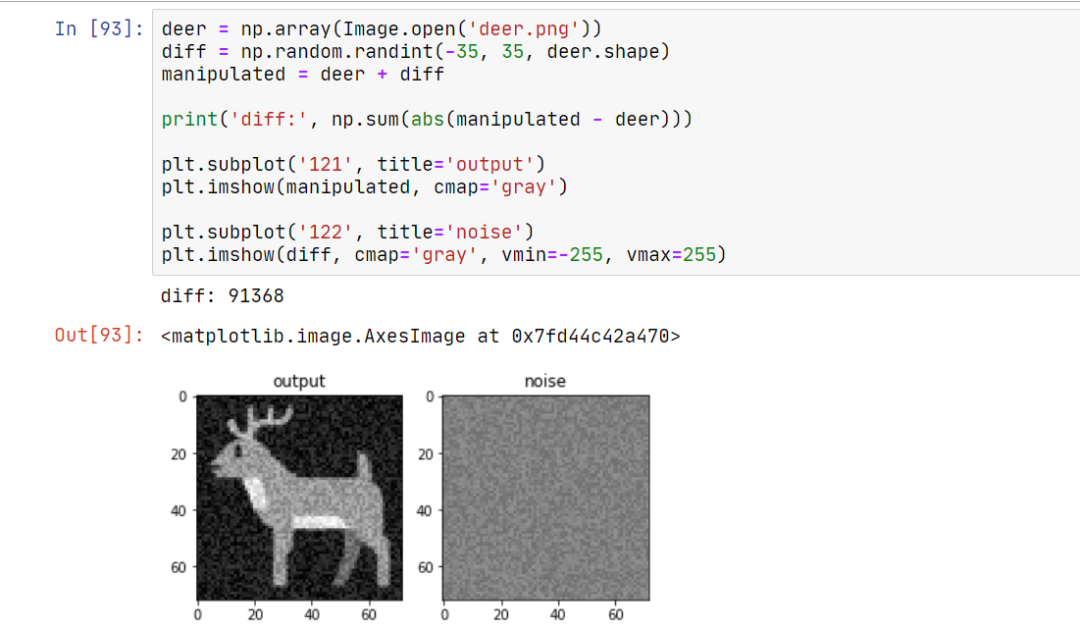 In [93]: deer = np.array(Image.open('deer.png'))
diff = np.random.randint(-35, 35, deer.shape)
manipulated = deer + diff
print('diff:', np.sum(abs(manipulated - deer)))
plt.subplot('121', title='output')
plt.imshow(manipulated, cmap='gray')
plt.subplot('122', title='noise')
plt.imshow(diff, cmap='gray', vmin=-255, vmax=255)
diff: 91368
Out[93]: <matplotlib.image.AxesImage at 0x7fd44c42a470>
output
0
20
40
60
0 20 40 60
noise
0
20
40
60
0 20 40 60